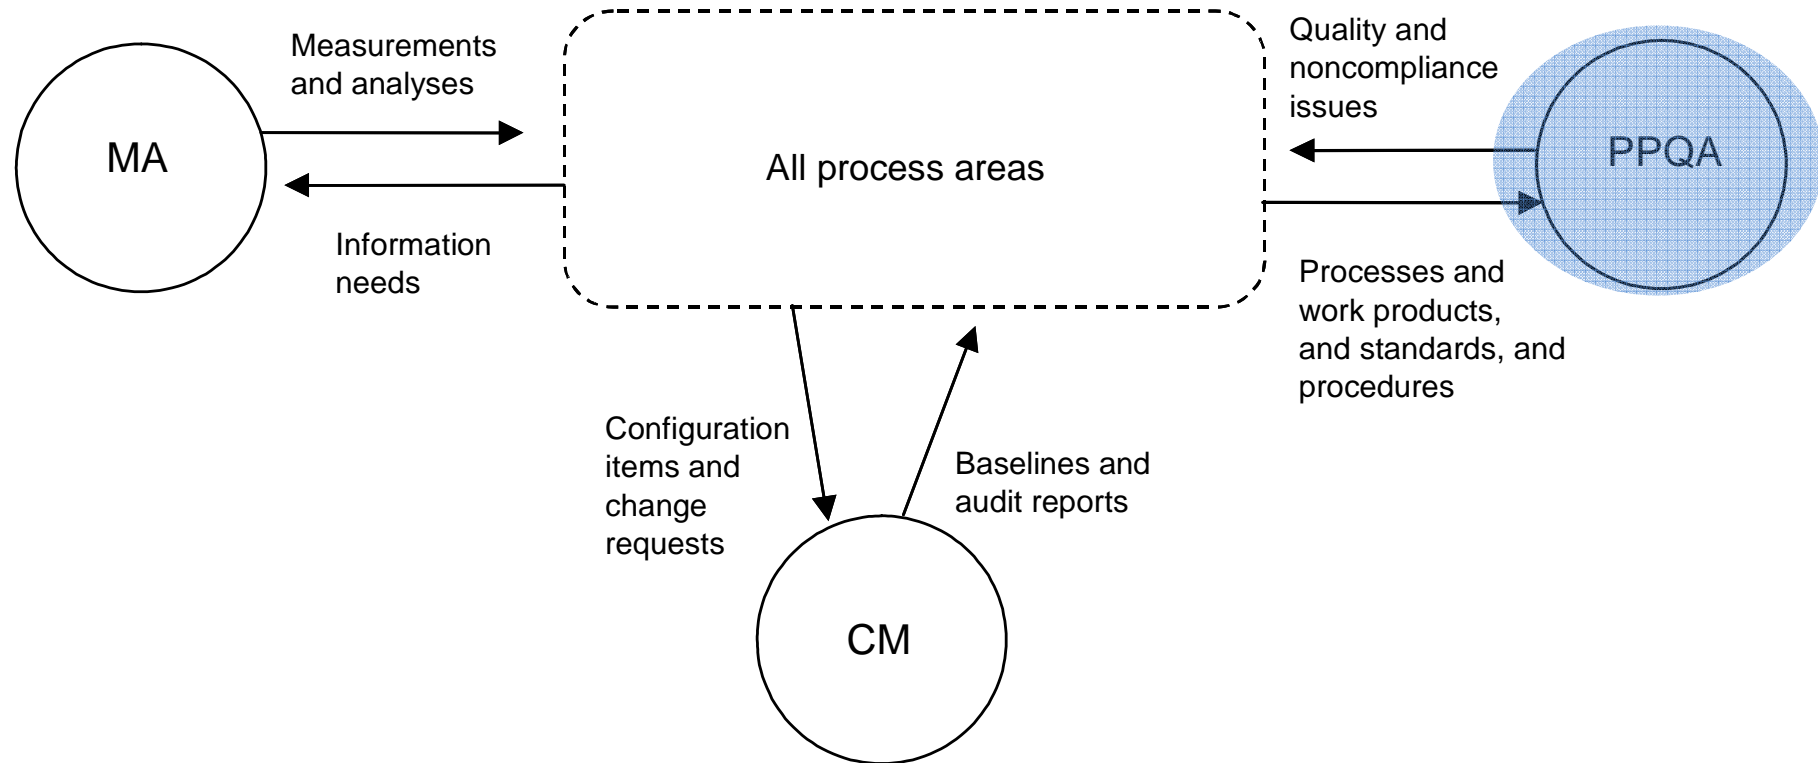 Measurements
and analyses
MA
Information
needs
All process areas
Quality and
noncompliance
issues
PPQA
Processes and
work products,
and standards, and
procedures
Configuration
items and
change
requests
Baselines and
audit reports
CM